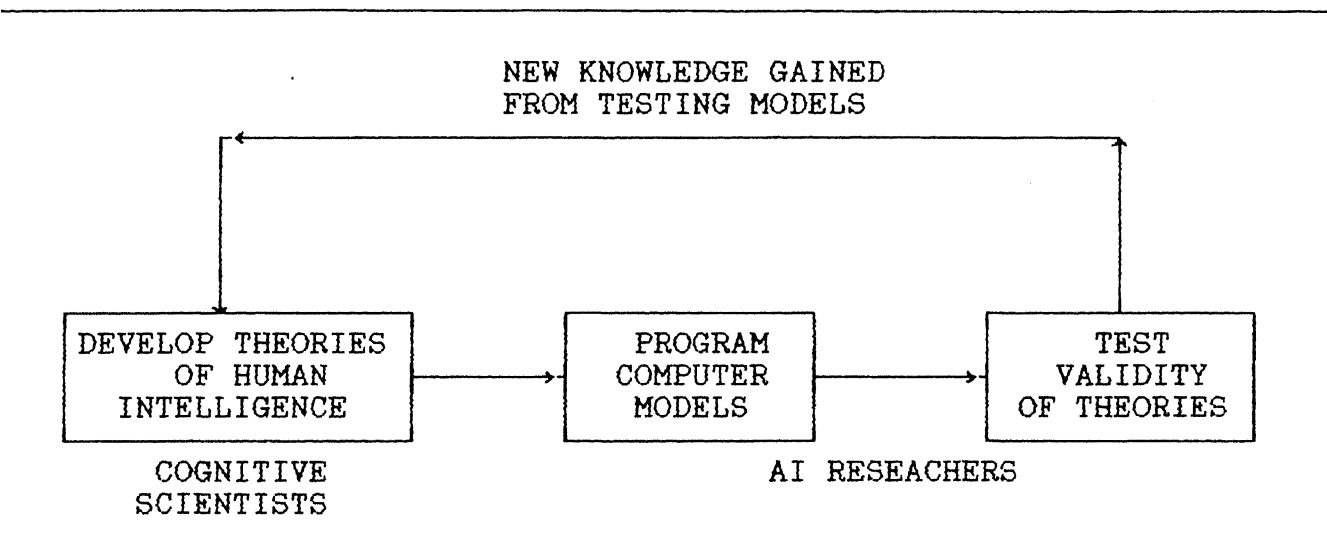 NEW KNOWLEDGE GAINED
FROM TESTING MODELS
DEVELOP THEORIES
OF HUMAN
INTELLIGENCE
PROGRAM
COMPUTER
MODELS
TEST
VALIDITY
OF THEORIES
COGNITIVE
SCIENTISTS
AI RESEACHERS